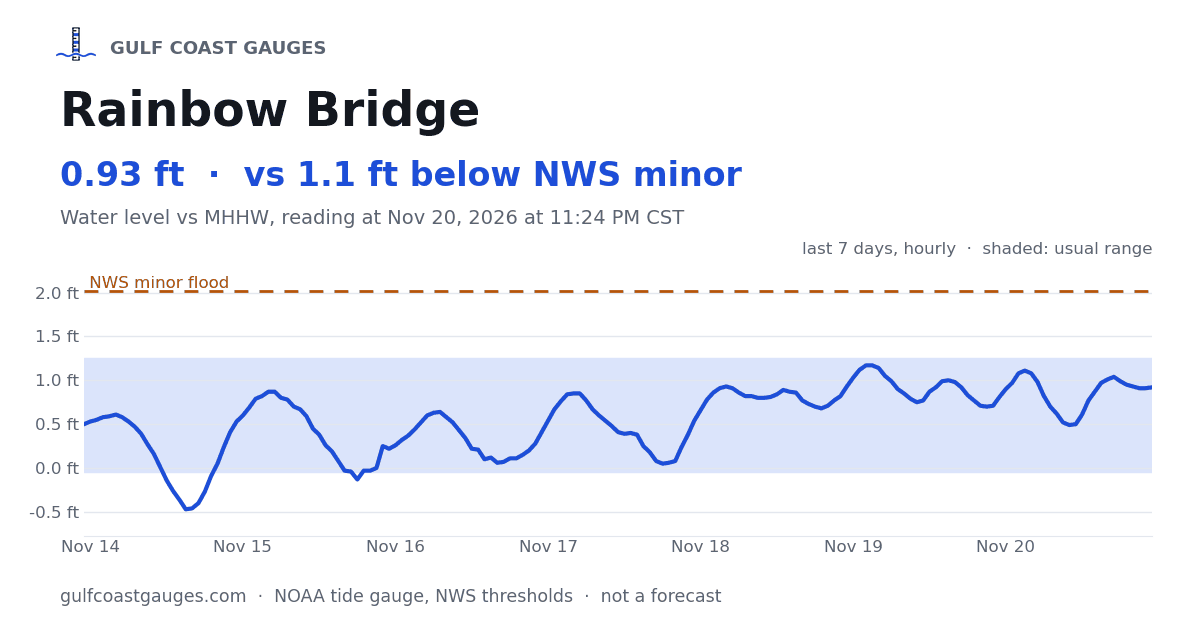 GULF COAST GAUGES
Rainbow Bridge
0.93 ft · vs 1.1 ft below NWS minor
Water level vs MHHW, reading at Nov 20, 2026 at 11:24 PM CST
last 7 days, hourly · shaded: usual range
NWS minor flood
2.0 ft
1.5 ft
1.0 ft
0.5 ft
0.0 ft
-0.5 ft
Nov 14 Nov 15 Nov 16 Nov 17 Nov 18 Nov 19 Nov 20
gulfcoastgauges.com · NOAA tide gauge, NWS thresholds · not a forecast